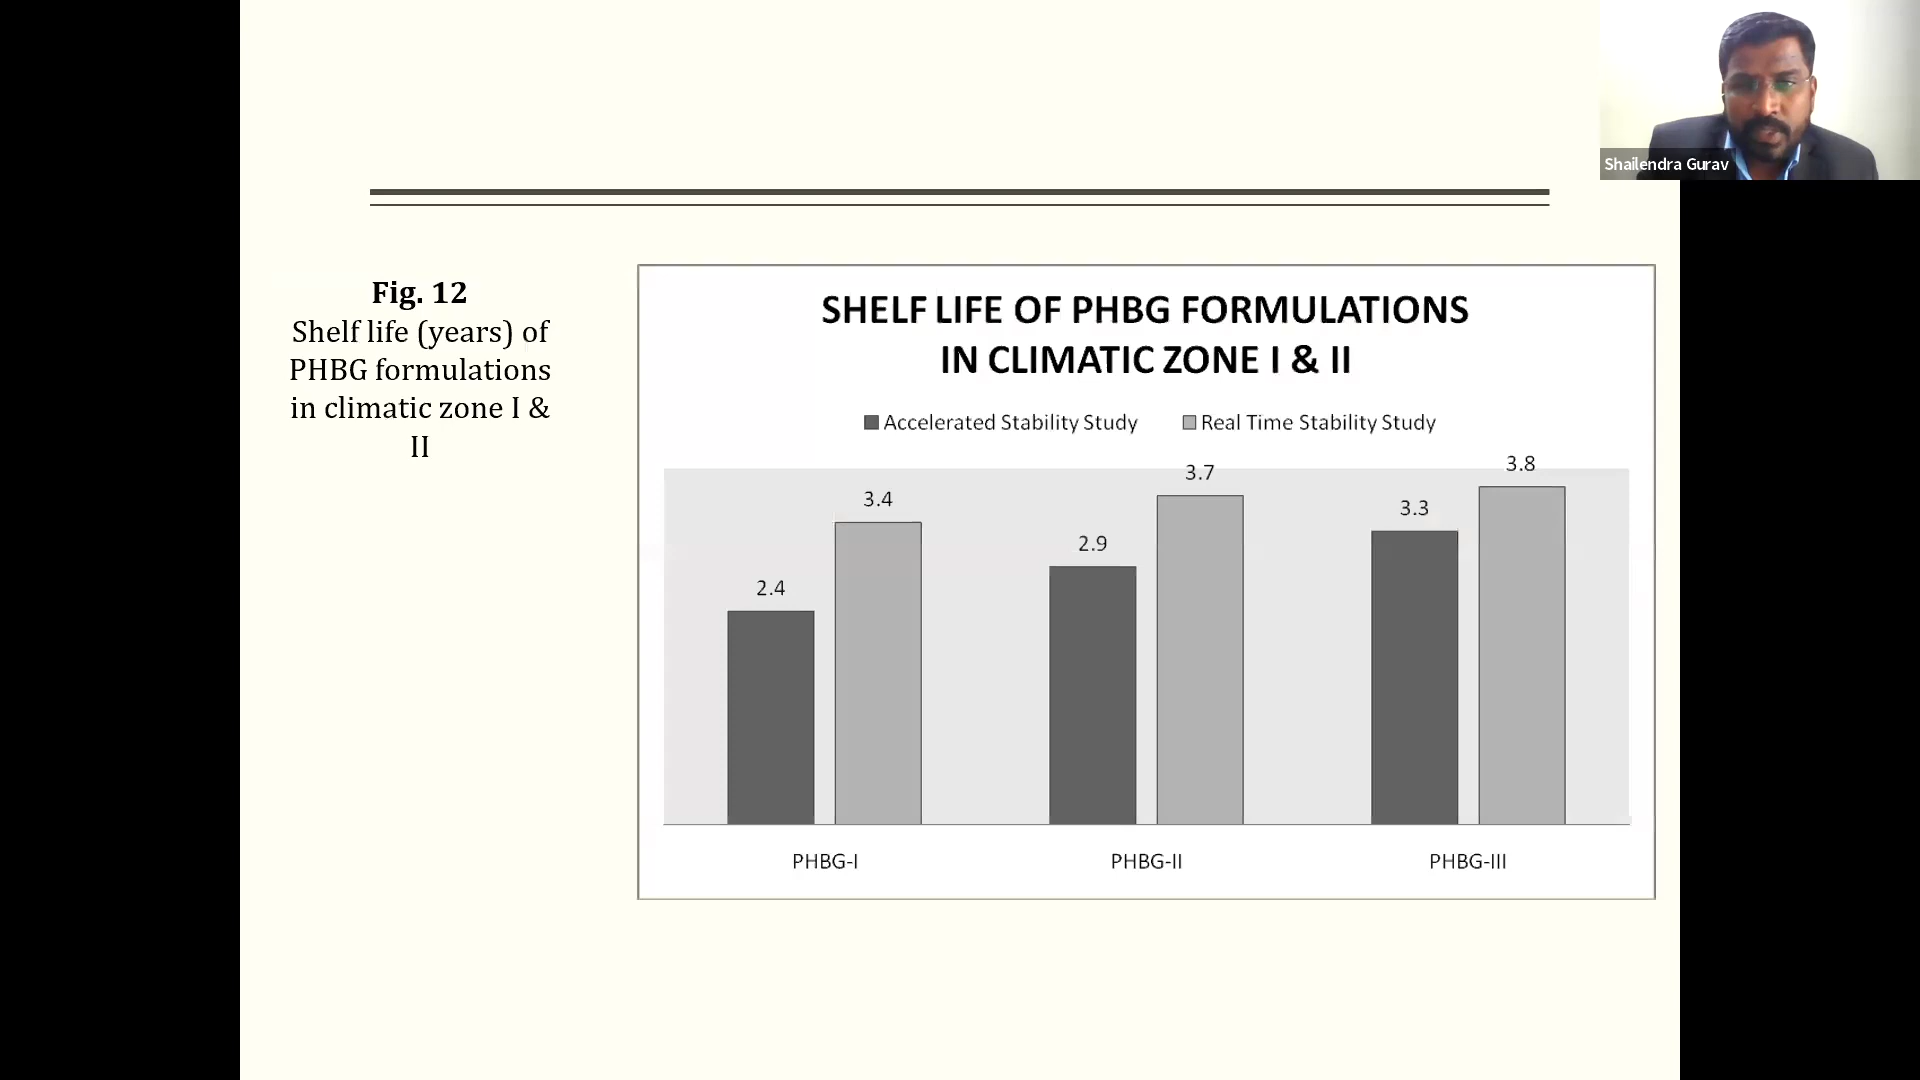 Shailendra Gurav
Fig. 12
Shelf life (years) of
PHBG formulations
in climatic zone I &
II
SHELF LIFE OF PHBG FORMULATIONS
IN CLIMATIC ZONE I & II
Accelerated Stability Study
Real Time Stability Study
2.4
3.4
2.9
3.7
3.3
3.8
PHBG-I
PHBG-II
PHBG-III